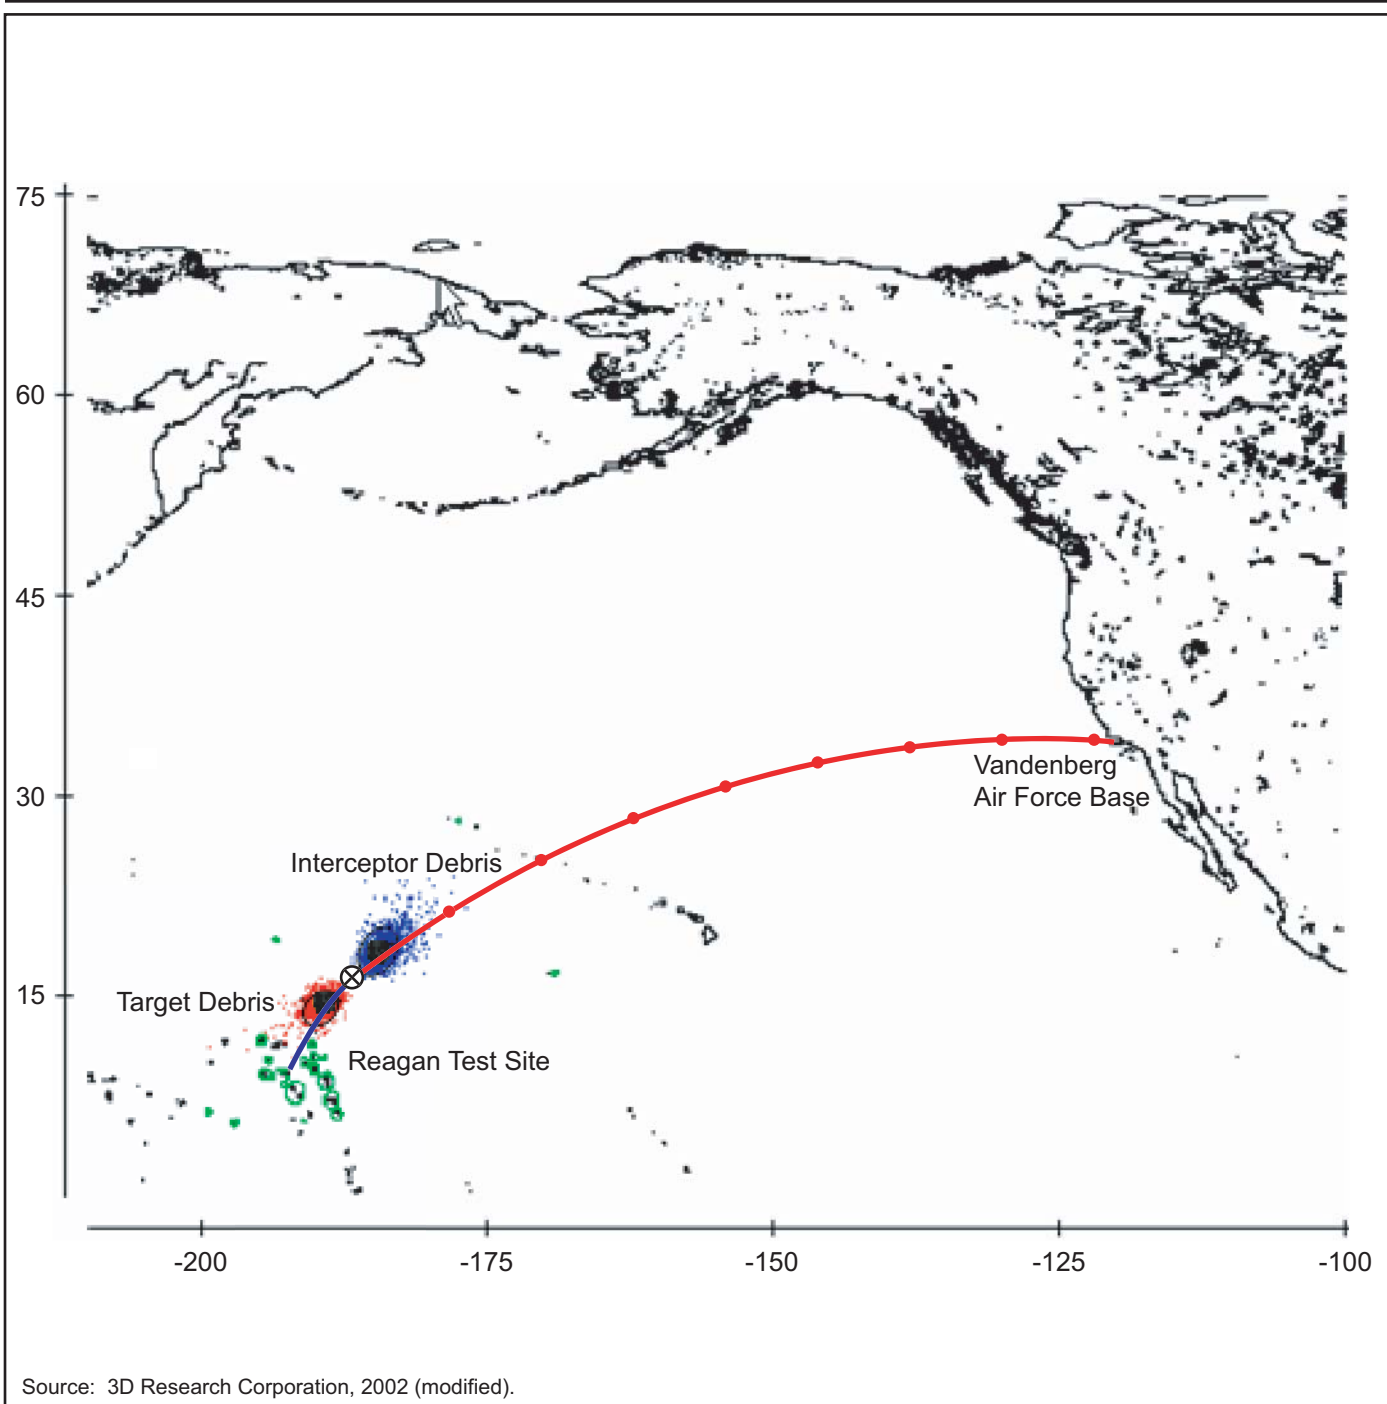 75
60
45
30
15
Vandenberg
Air Force Base
Interceptor Debris
Target Debris
Reagan Test Site
-200
-175
-150
-125
-100
Source: 3D Research Corporation, 2002 (modified).